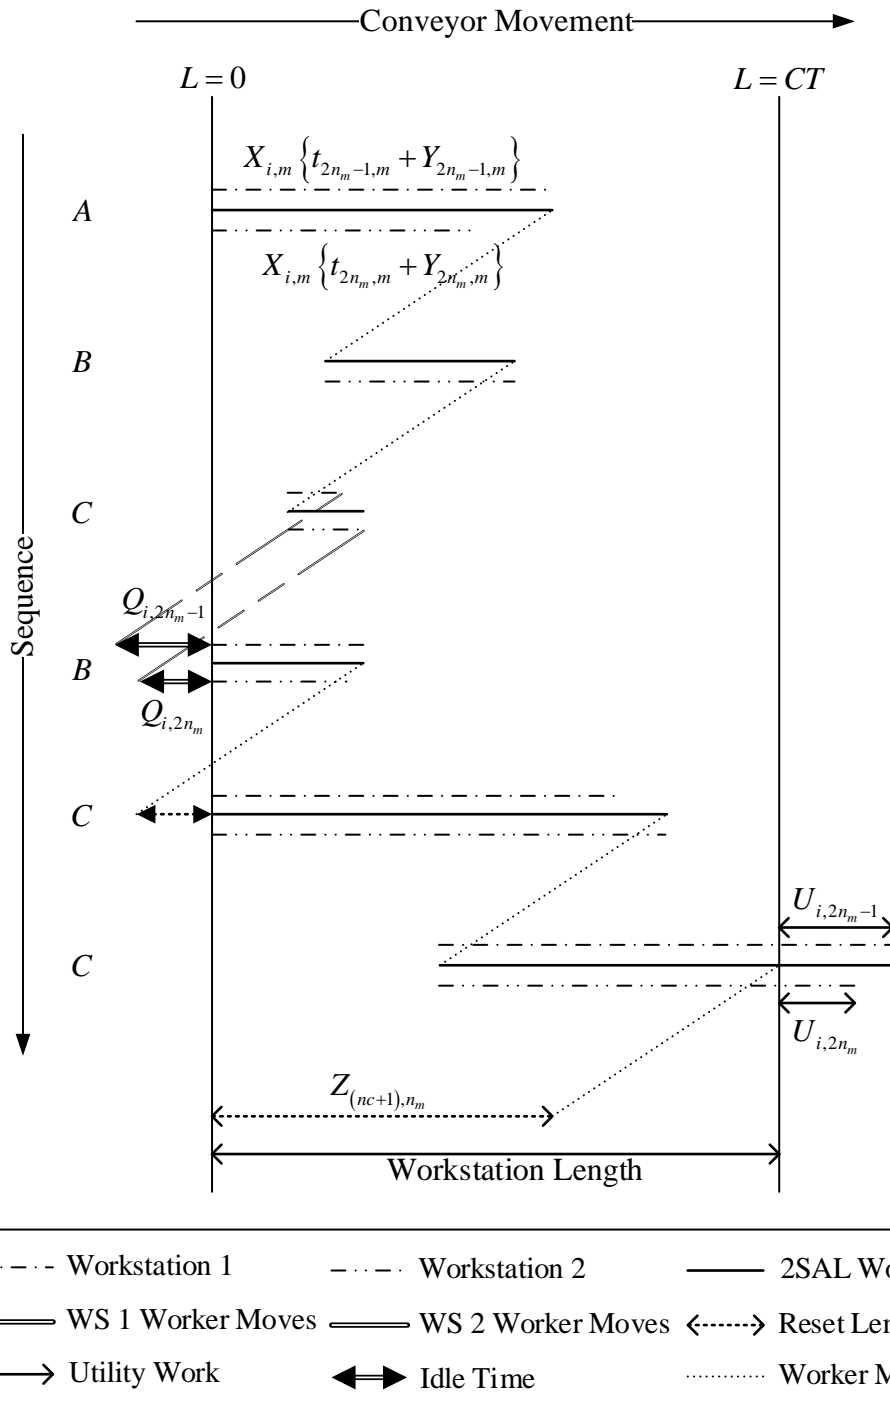 Conveyor Movement
L = 0
L = CT
X_{i,m} {t_{2n_m-1,m} + Y_{2n_m-1,m}}
A
X_{i,m} {t_{2n_m,m} + Y_{2n_m,m}}
B
C
Sequence
Q_{i,2n_m-1}
B
Q_{i,2n_m}
C
U_{i,2n_m-1}
C
U_{i,2n_m}
Z_{(nc+1),n_m}
Workstation Length
Workstation 1 Workstation 2 2SAL
WS 1 Worker Moves WS 2 Worker Moves Reset
Utility Work Idle Time Worker